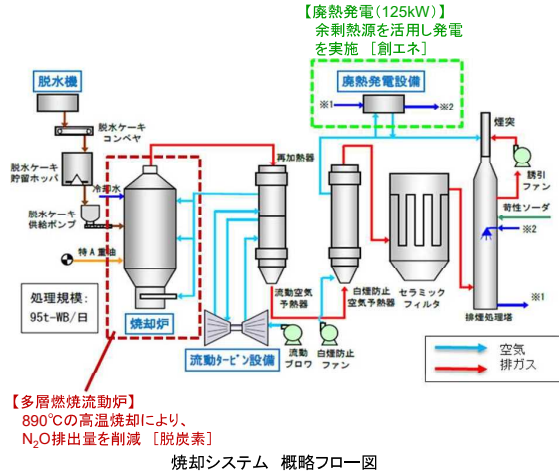 【廃熱発電（125kW）】
余剰熱源を活用し発電
を実施 ［創エネ］
脱水機
廃熱発電設備
※1
※2
脱水ケーキ
コンベヤ
煙突
再加熱器
脱水ケーキ
貯留ホッパ
冷却水
誘引
ファン
脱水ケーキ
供給ポンプ
苛性ソーダ
※2
特A重油
処理規模：
95t-WB/日
焼却炉
流動空気
予熱器
白煙防止
空気予熱器
セラミック
フィルタ
※1
排煙処理塔
流動タービン設備
流動
ブロワ
白煙防止
ファン
空気
排ガス
【多層燃焼流動炉】
890℃の高温焼却により、
N₂O排出量を削減 ［脱炭素］
焼却システム 概略フロー図